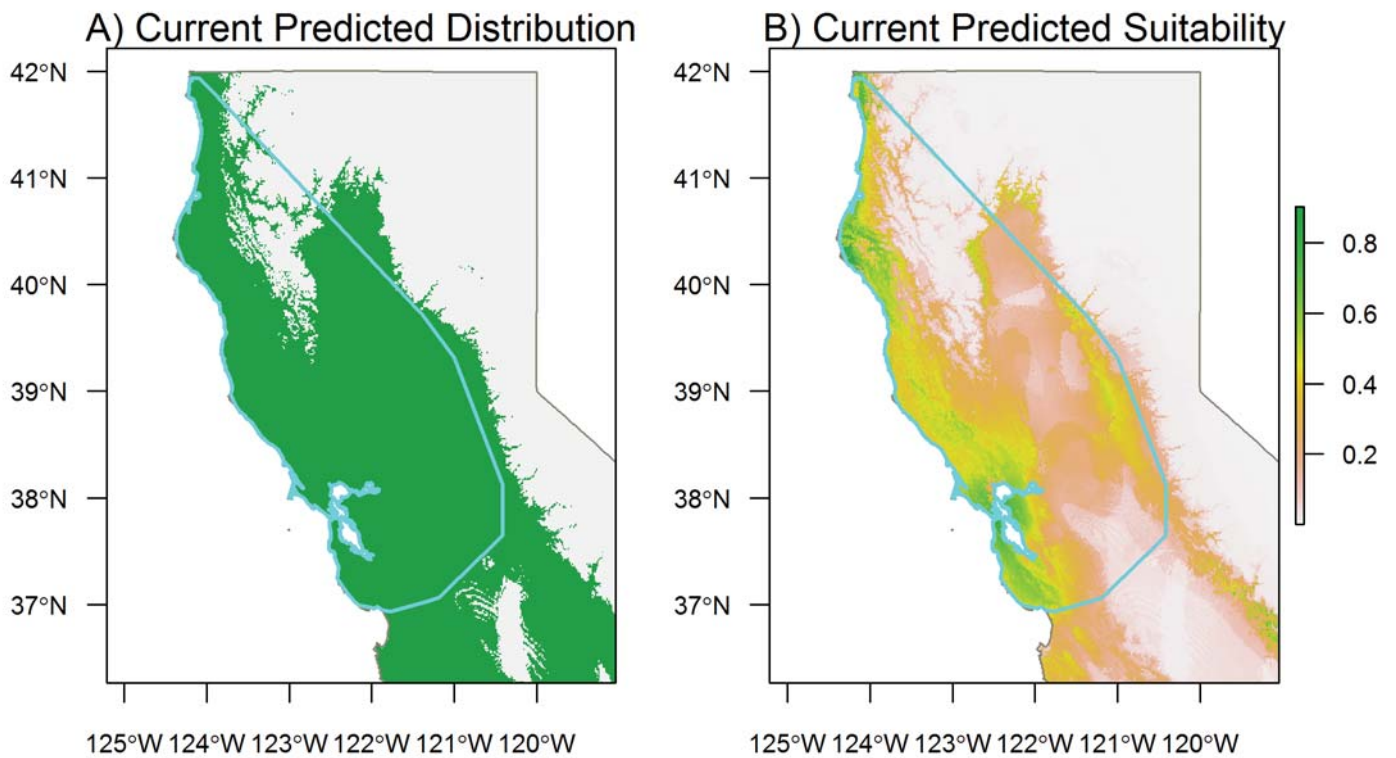 A) Current Predicted Distribution
42°N
41°N
40°N
39°N
38°N
37°N
125°W 124°W 123°W 122°W 121°W 120°W
B) Current Predicted Suitability
42°N
41°N
40°N
39°N
38°N
37°N
125°W 124°W 123°W 122°W 121°W 120°W
0.8
0.6
0.4
0.2